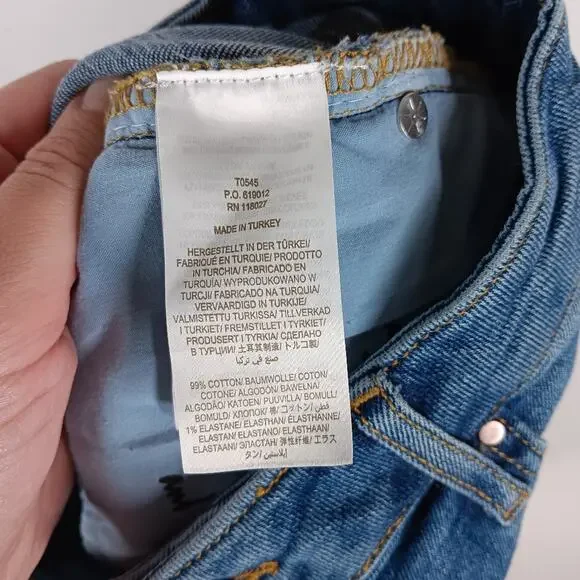 T0545
P.O. 619012
RN 118027
MADE IN TURKEY
HERGESTELLT IN DER TÜRKEI/
FABRIQUÉ EN TURQUIE/ PRODOTTO
IN TURCHIA/ FABRICADO EN
TURQUÍA/ WYPRODUKOWANO W
TURCJI/ FABRICADO NA TURQUIA/
VERVAARDIGD IN TURKIJE/
VALMISTETTU TURKISSA/ TILLVERKAD
I TURKIET/ FREMSTILLET I TYRKIET/
PRODUSERT I TYRKIA/ СДЕЛАНО
В ТУРЦИИ/ 土耳其制造/ トルコ製/
صنع في تركيا
99% COTTON/ BAUMWOLLE/ COTON/
COTONE/ ALGODÓN/ BAWEŁNA/
ALGODÃO/ KATOEN/ PUUVILLA/ BOMULL/
BOMULD/ ХЛОПОК/ 棉/ コットン/ قطن
1% ELASTANE/ ELASTHAN/ ÉLASTHANNE/
ELASTAN/ ELASTANO/ ELASTHAAN/
ELASTAANI/ ЭЛАСТАН/ 弹性纤维/ エラス
タン/ إيلاستين